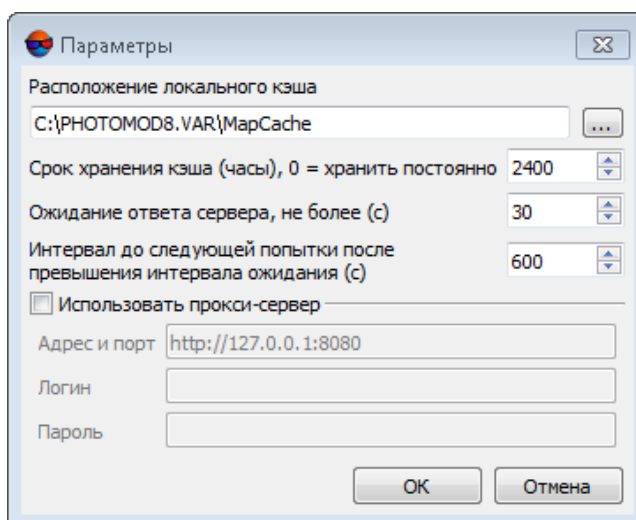 Параметры
Расположение локального кэша
C:\PHOTOMOD8.VAR\MapCache
...
Срок хранения кэша (часы), 0 = хранить постоянно 2400
Ожидание ответа сервера, не более (с) 30
Интервал до следующей попытки после
превышения интервала ожидания (с) 600
Использовать прокси-сервер
Адрес и порт http://127.0.0.1:8080
Логин
Пароль
ОК Отмена